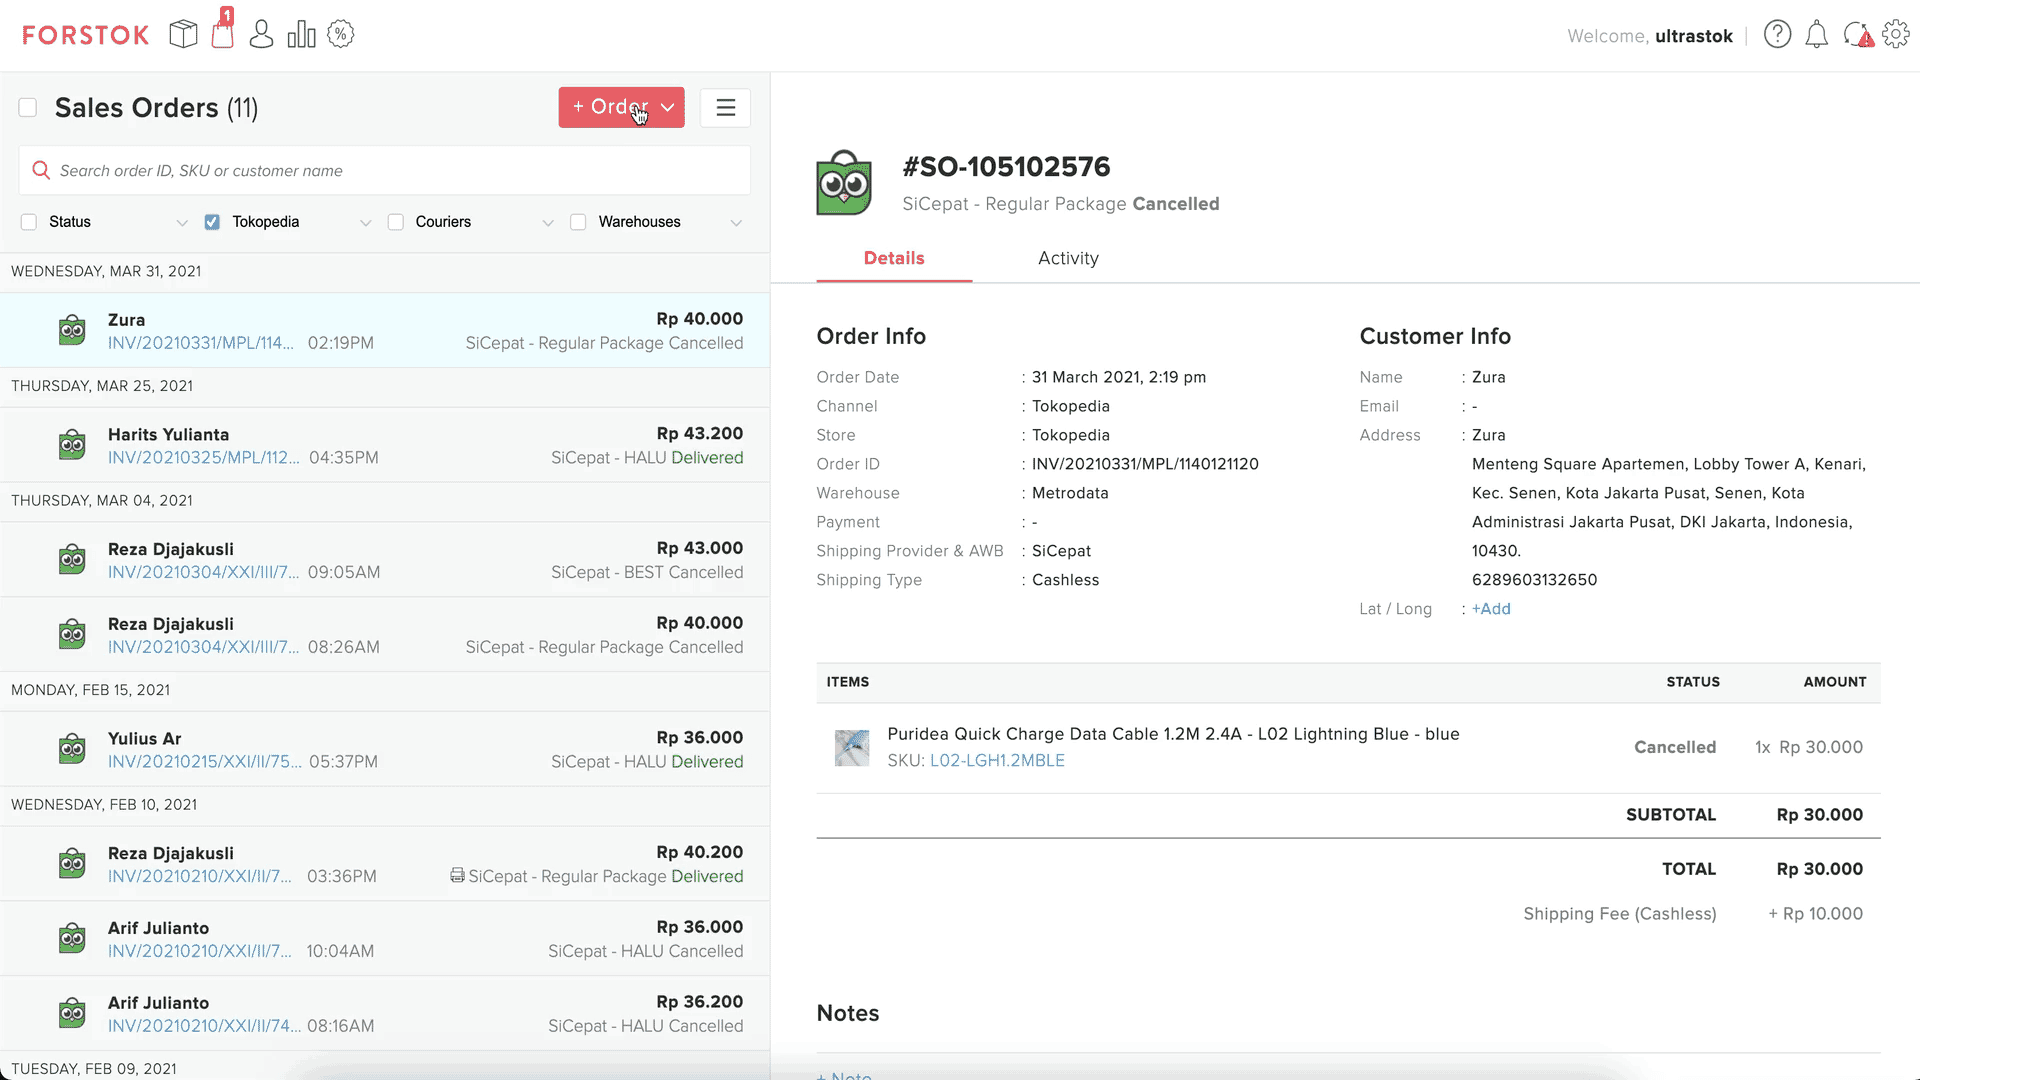 FORSTOK
1
%
Welcome, ultrastok
?
Sales Orders (11)
+ Order
Search order ID, SKU or customer name
Status
Tokopedia
Couriers
Warehouses
WEDNESDAY, MAR 31, 2021
Zura
Rp 40.000
INV/20210331/MPL/114... 02:19PM
SiCepat - Regular Package Cancelled
THURSDAY, MAR 25, 2021
Harits Yulianta
Rp 43.200
INV/20210325/MPL/112... 04:35PM
SiCepat - HALU Delivered
THURSDAY, MAR 04, 2021
Reza Djajakusli
Rp 43.000
INV/20210304/XXI/III/7... 09:05AM
SiCepat - BEST Cancelled
Reza Djajakusli
Rp 40.000
INV/20210304/XXI/III/7... 08:26AM
SiCepat - Regular Package Cancelled
MONDAY, FEB 15, 2021
Yulius Ar
Rp 36.000
INV/20210215/XXI/II/75... 05:37PM
SiCepat - HALU Delivered
WEDNESDAY, FEB 10, 2021
Reza Djajakusli
Rp 40.200
INV/20210210/XXI/II/7... 03:36PM
SiCepat - Regular Package Delivered
Arif Julianto
Rp 36.000
INV/20210210/XXI/II/7... 10:04AM
SiCepat - HALU Cancelled
Arif Julianto
Rp 36.200
INV/20210210/XXI/II/74... 08:16AM
SiCepat - HALU Cancelled
TUESDAY, FEB 09, 2021
#SO-105102576
SiCepat - Regular Package Cancelled
Details
Activity
Order Info
Order Date : 31 March 2021, 2:19 pm
Channel : Tokopedia
Store : Tokopedia
Order ID : INV/20210331/MPL/1140121120
Warehouse : Metrodata
Payment : -
Shipping Provider & AWB : SiCepat
Shipping Type : Cashless
Customer Info
Name : Zura
Email : -
Address : Zura
Menteng Square Apartemen, Lobby Tower A, Kenari,
Kec. Senen, Kota Jakarta Pusat, Senen, Kota
Administrasi Jakarta Pusat, DKI Jakarta, Indonesia,
10430.
6289603132650
Lat / Long : +Add
ITEMS STATUS AMOUNT
Puridea Quick Charge Data Cable 1.2M 2.4A - L02 Lightning Blue - blue
SKU: L02-LGH1.2MBLE
Cancelled 1x Rp 30.000
SUBTOTAL Rp 30.000
TOTAL Rp 30.000
Shipping Fee (Cashless) + Rp 10.000
Notes
+ Note